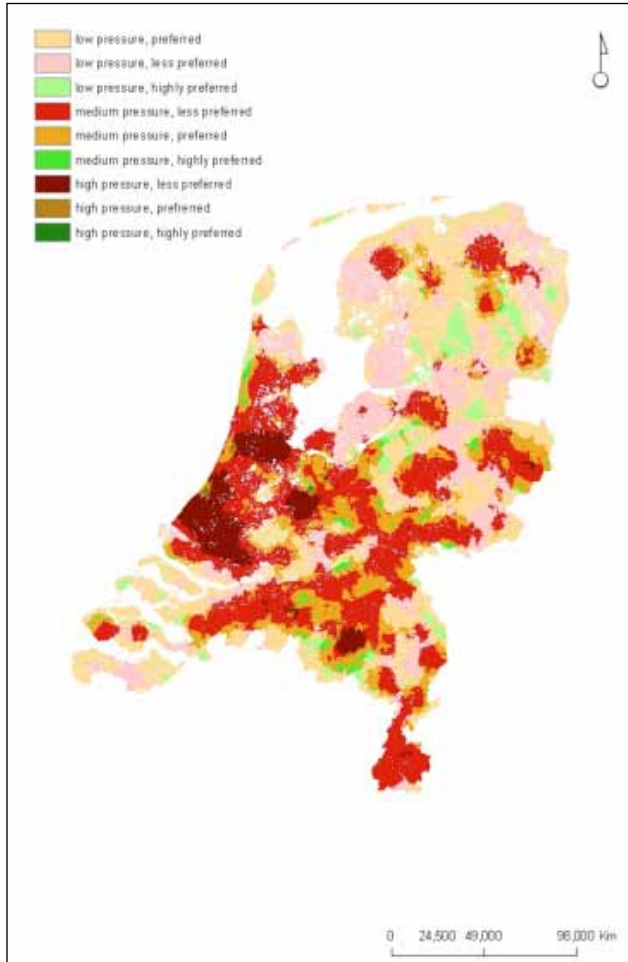 low pressure, preferred
low pressure, less preferred
low pressure, highly preferred
medium pressure, less preferred
medium pressure, preferred
medium pressure, highly preferred
high pressure, less preferred
high pressure, prefrerred
high pressure, highly preferred
0 24,500 49,000 98,000 Km